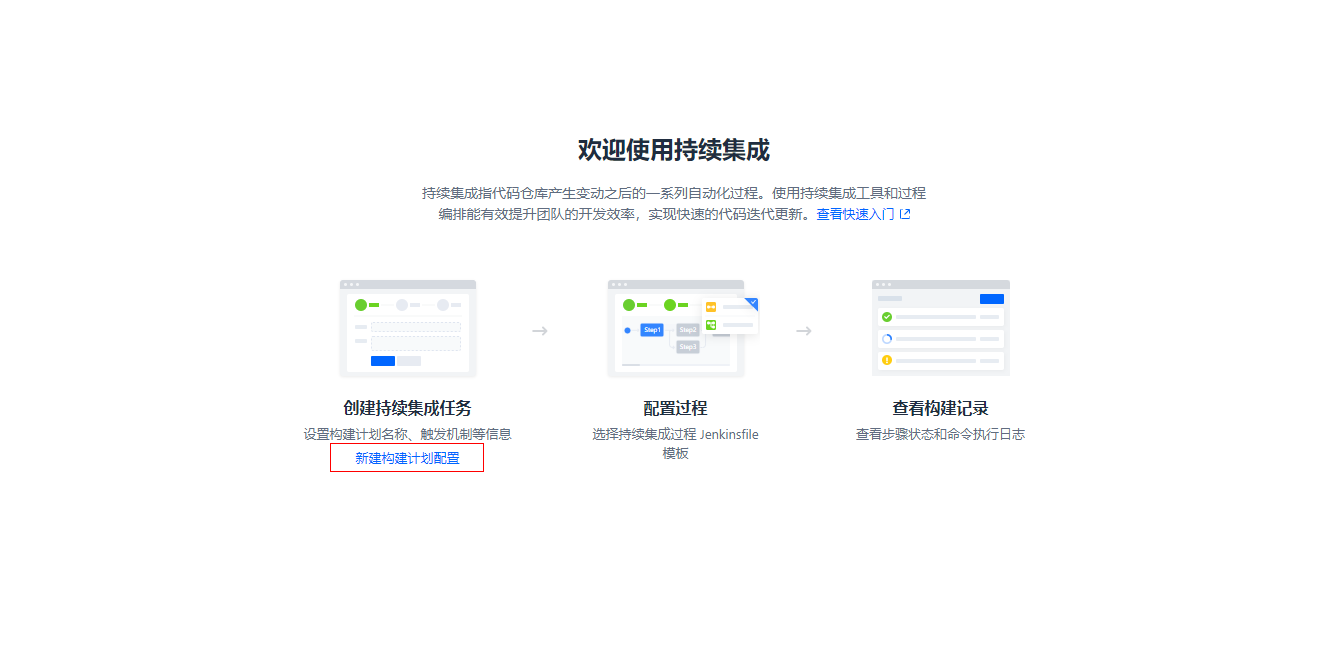 欢迎使用持续集成
持续集成指代码仓库产生变动之后的一系列自动化过程。使用持续集成工具和过程
编排能有效提升团队的开发效率，实现快速的代码迭代更新。查看快速入门
Step1
Step2
Step3
创建持续集成任务
设置构建计划名称、触发机制等信息
新建构建计划配置
配置过程
选择持续集成过程 Jenkinsfile
模板
查看构建记录
查看步骤状态和命令执行日志